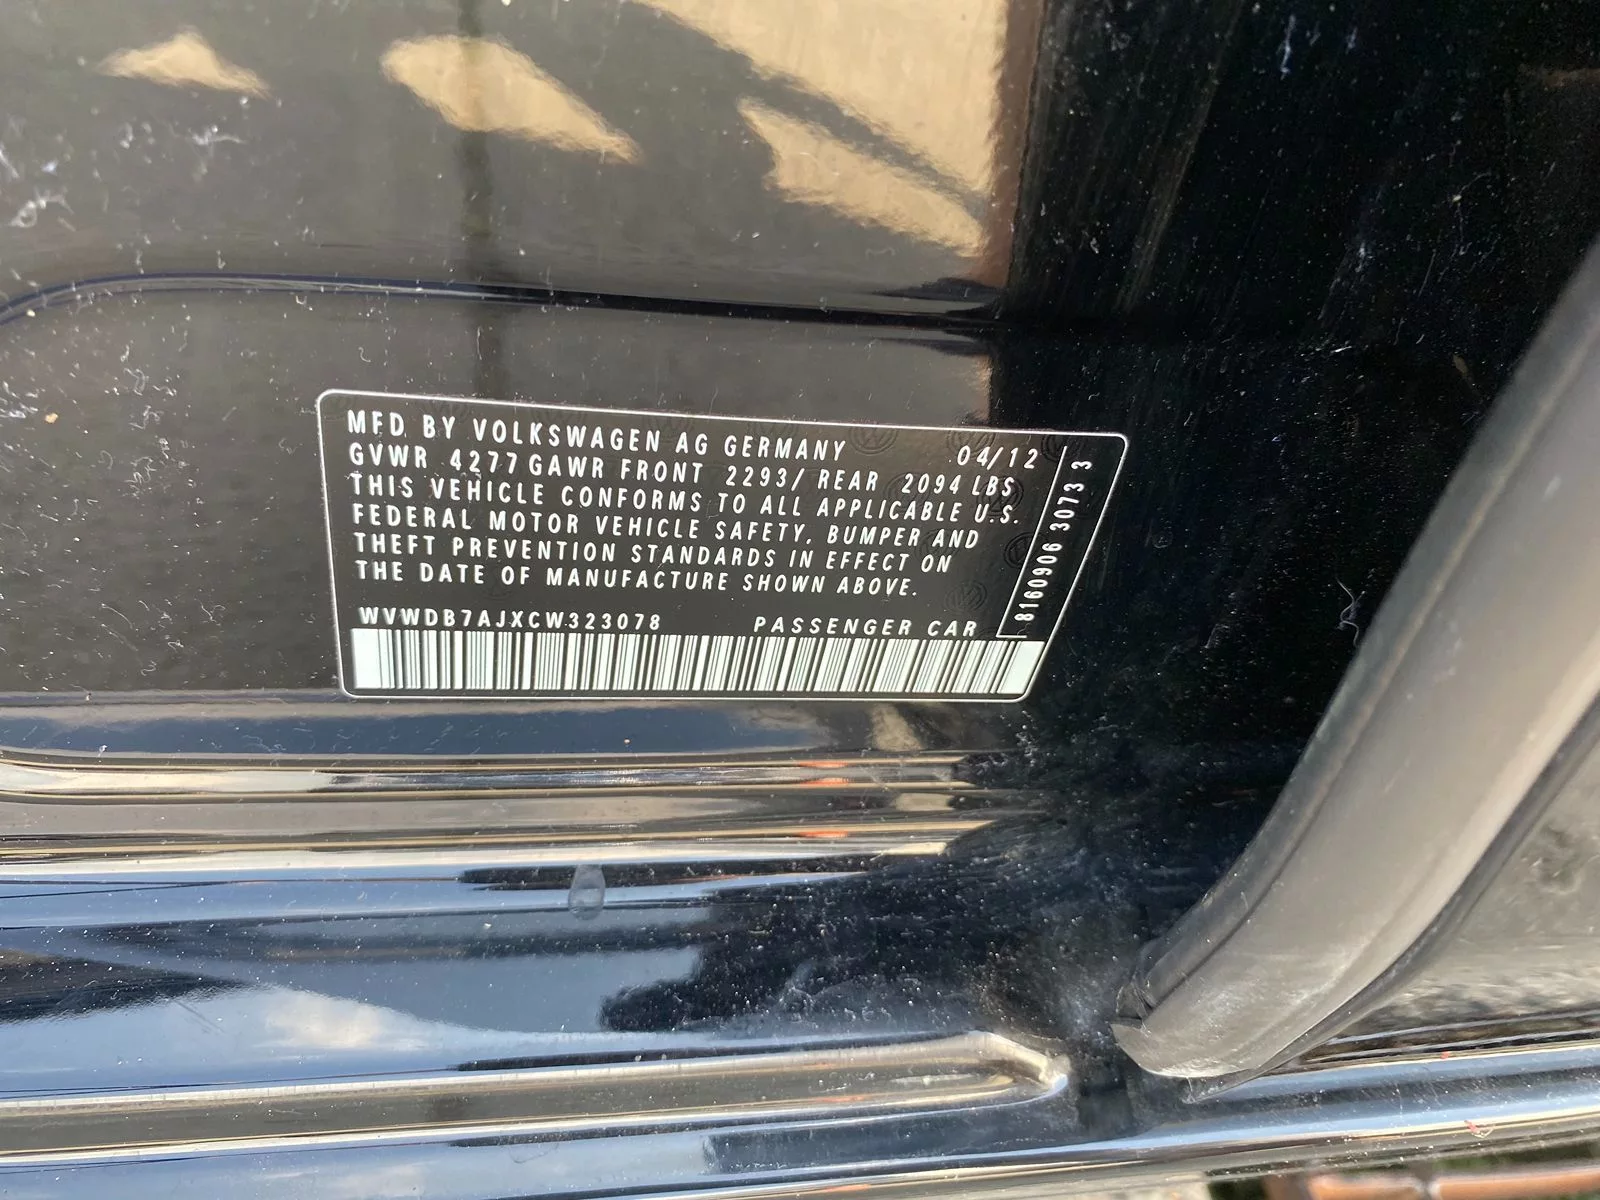 MFD. BY VOLKSWAGEN AG GERMANY 04/12
GVWR 4277 GAWR FRONT 2293/ REAR 2094 LBS
THIS VEHICLE CONFORMS TO ALL APPLICABLE U.S.
FEDERAL MOTOR VEHICLE SAFETY, BUMPER AND
THEFT PREVENTION STANDARDS IN EFFECT ON
THE DATE OF MANUFACTURE SHOWN ABOVE.
WVWDB7AJXCW323078 PASSENGER CAR
8160906 3073 3